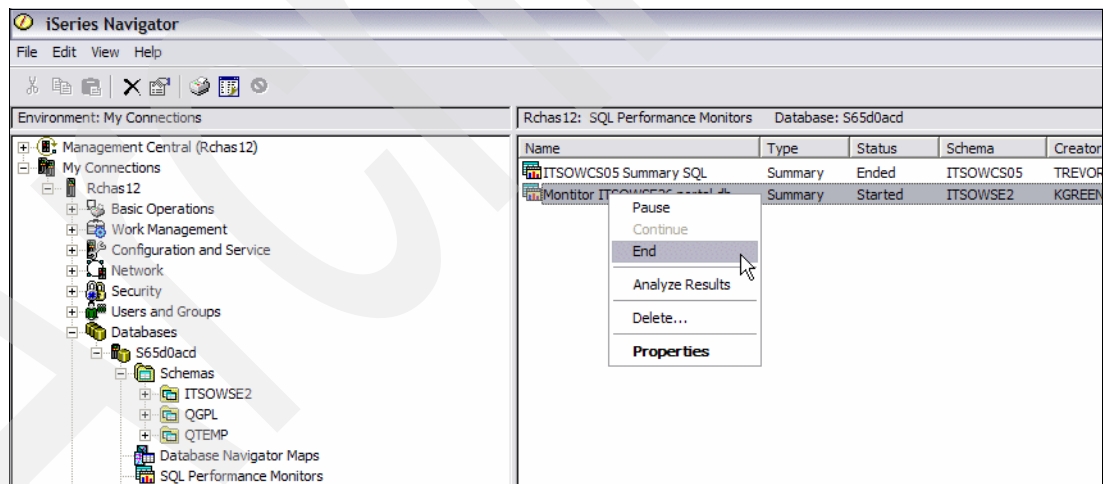 iSeries Navigator
File Edit View Help
Environment: My Connections
Rchas12: SQL Performance Monitors Database: S65d0acd
Management Central (Rchas12)
My Connections
Rchas12
Basic Operations
Work Management
Configuration and Service
Network
Security
Users and Groups
Databases
S65d0acd
Schemas
ITSOWSE2
QGPL
QTEMP
Database Navigator Maps
SQL Performance Monitors
Name Type Status Schema Creator
ITSOWCS05 Summary SQL Summary Ended ITSOWCS05 TREVOR
Montitor Summary Started ITSOWSE2 KGREEN
Pause
Continue
End
Analyze Results
Delete...
Properties